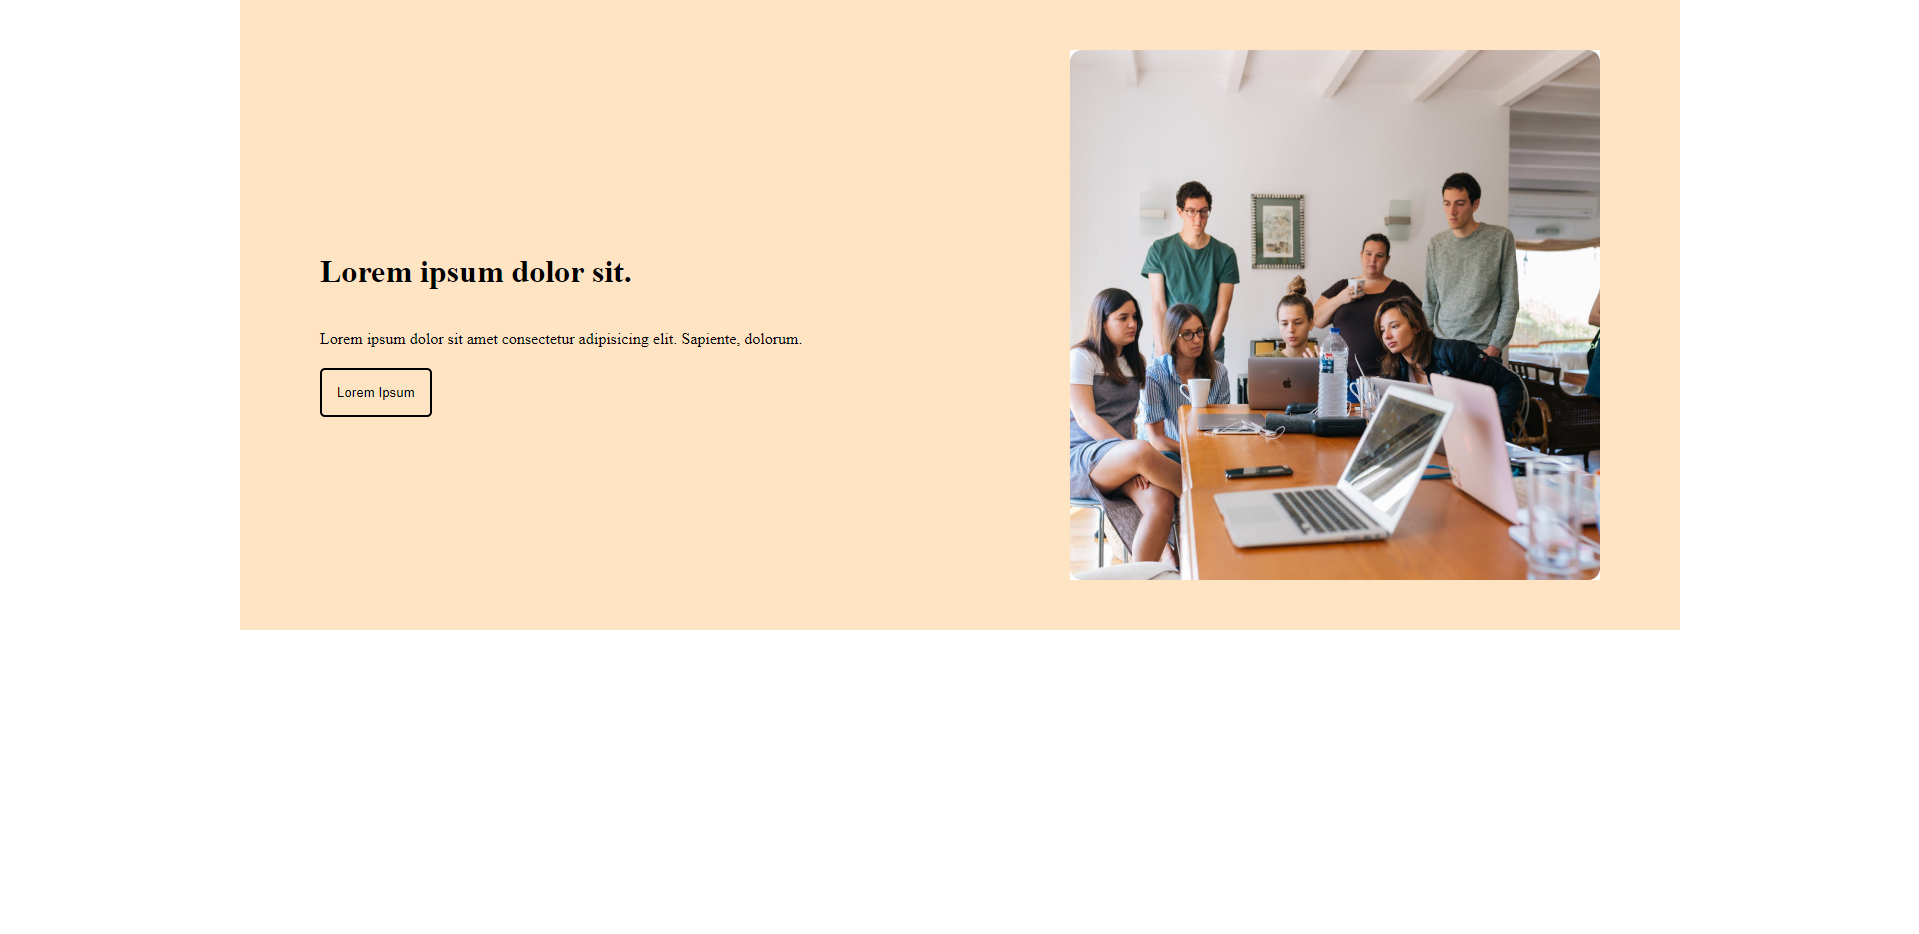 Lorem ipsum dolor sit.
Lorem ipsum dolor sit amet consectetur adipisicing elit. Sapiente, dolorum.
Lorem Ipsum